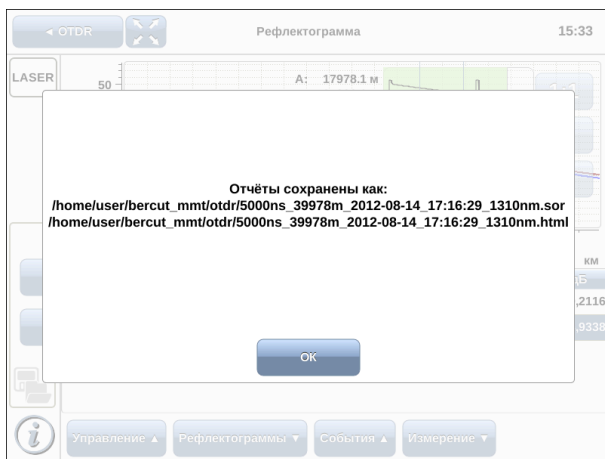 ◄ OTDR
Рефлектограмма
15:33
LASER
50
A: 17978.1 м
Отчёты сохранены как:
/home/user/bercut_mmt/otdr/5000ns_39978m_2012-08-14_17:16:29_1310nm.sor
/home/user/bercut_mmt/otdr/5000ns_39978m_2012-08-14_17:16:29_1310nm.html
км
,2116
,9338
ОК
Управление ▲
Рефлектограммы ▼
События ▲
Измерение ▼